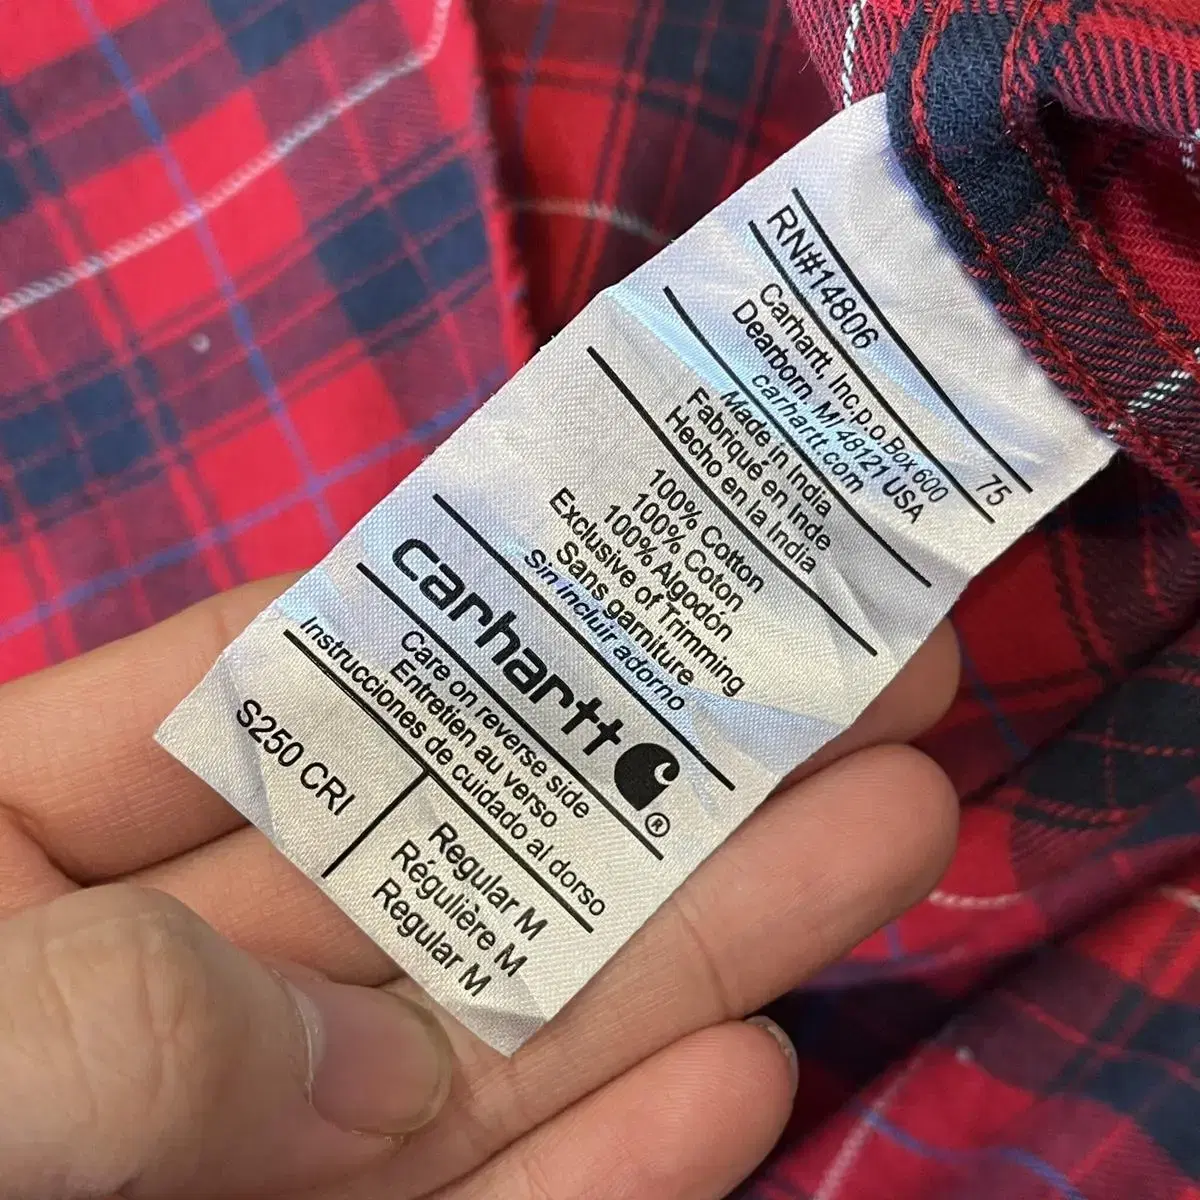 RN#14806 75
Carhartt, Inc.p.o.Box 600
Dearborn, MI 48121 USA
carhartt.com
Made in India
Fabriqué en Inde
Hecho en la India
100% Cotton
100% Coton
100% Algodón
Exclusive of Trimming
Sans garniture
Sin incluir adorno
carhartt ®
Care on reverse side
Entretien au verso
Instrucciones de cuidado al dorso
S250 CRI
Regular M
Régulière M
Regular M